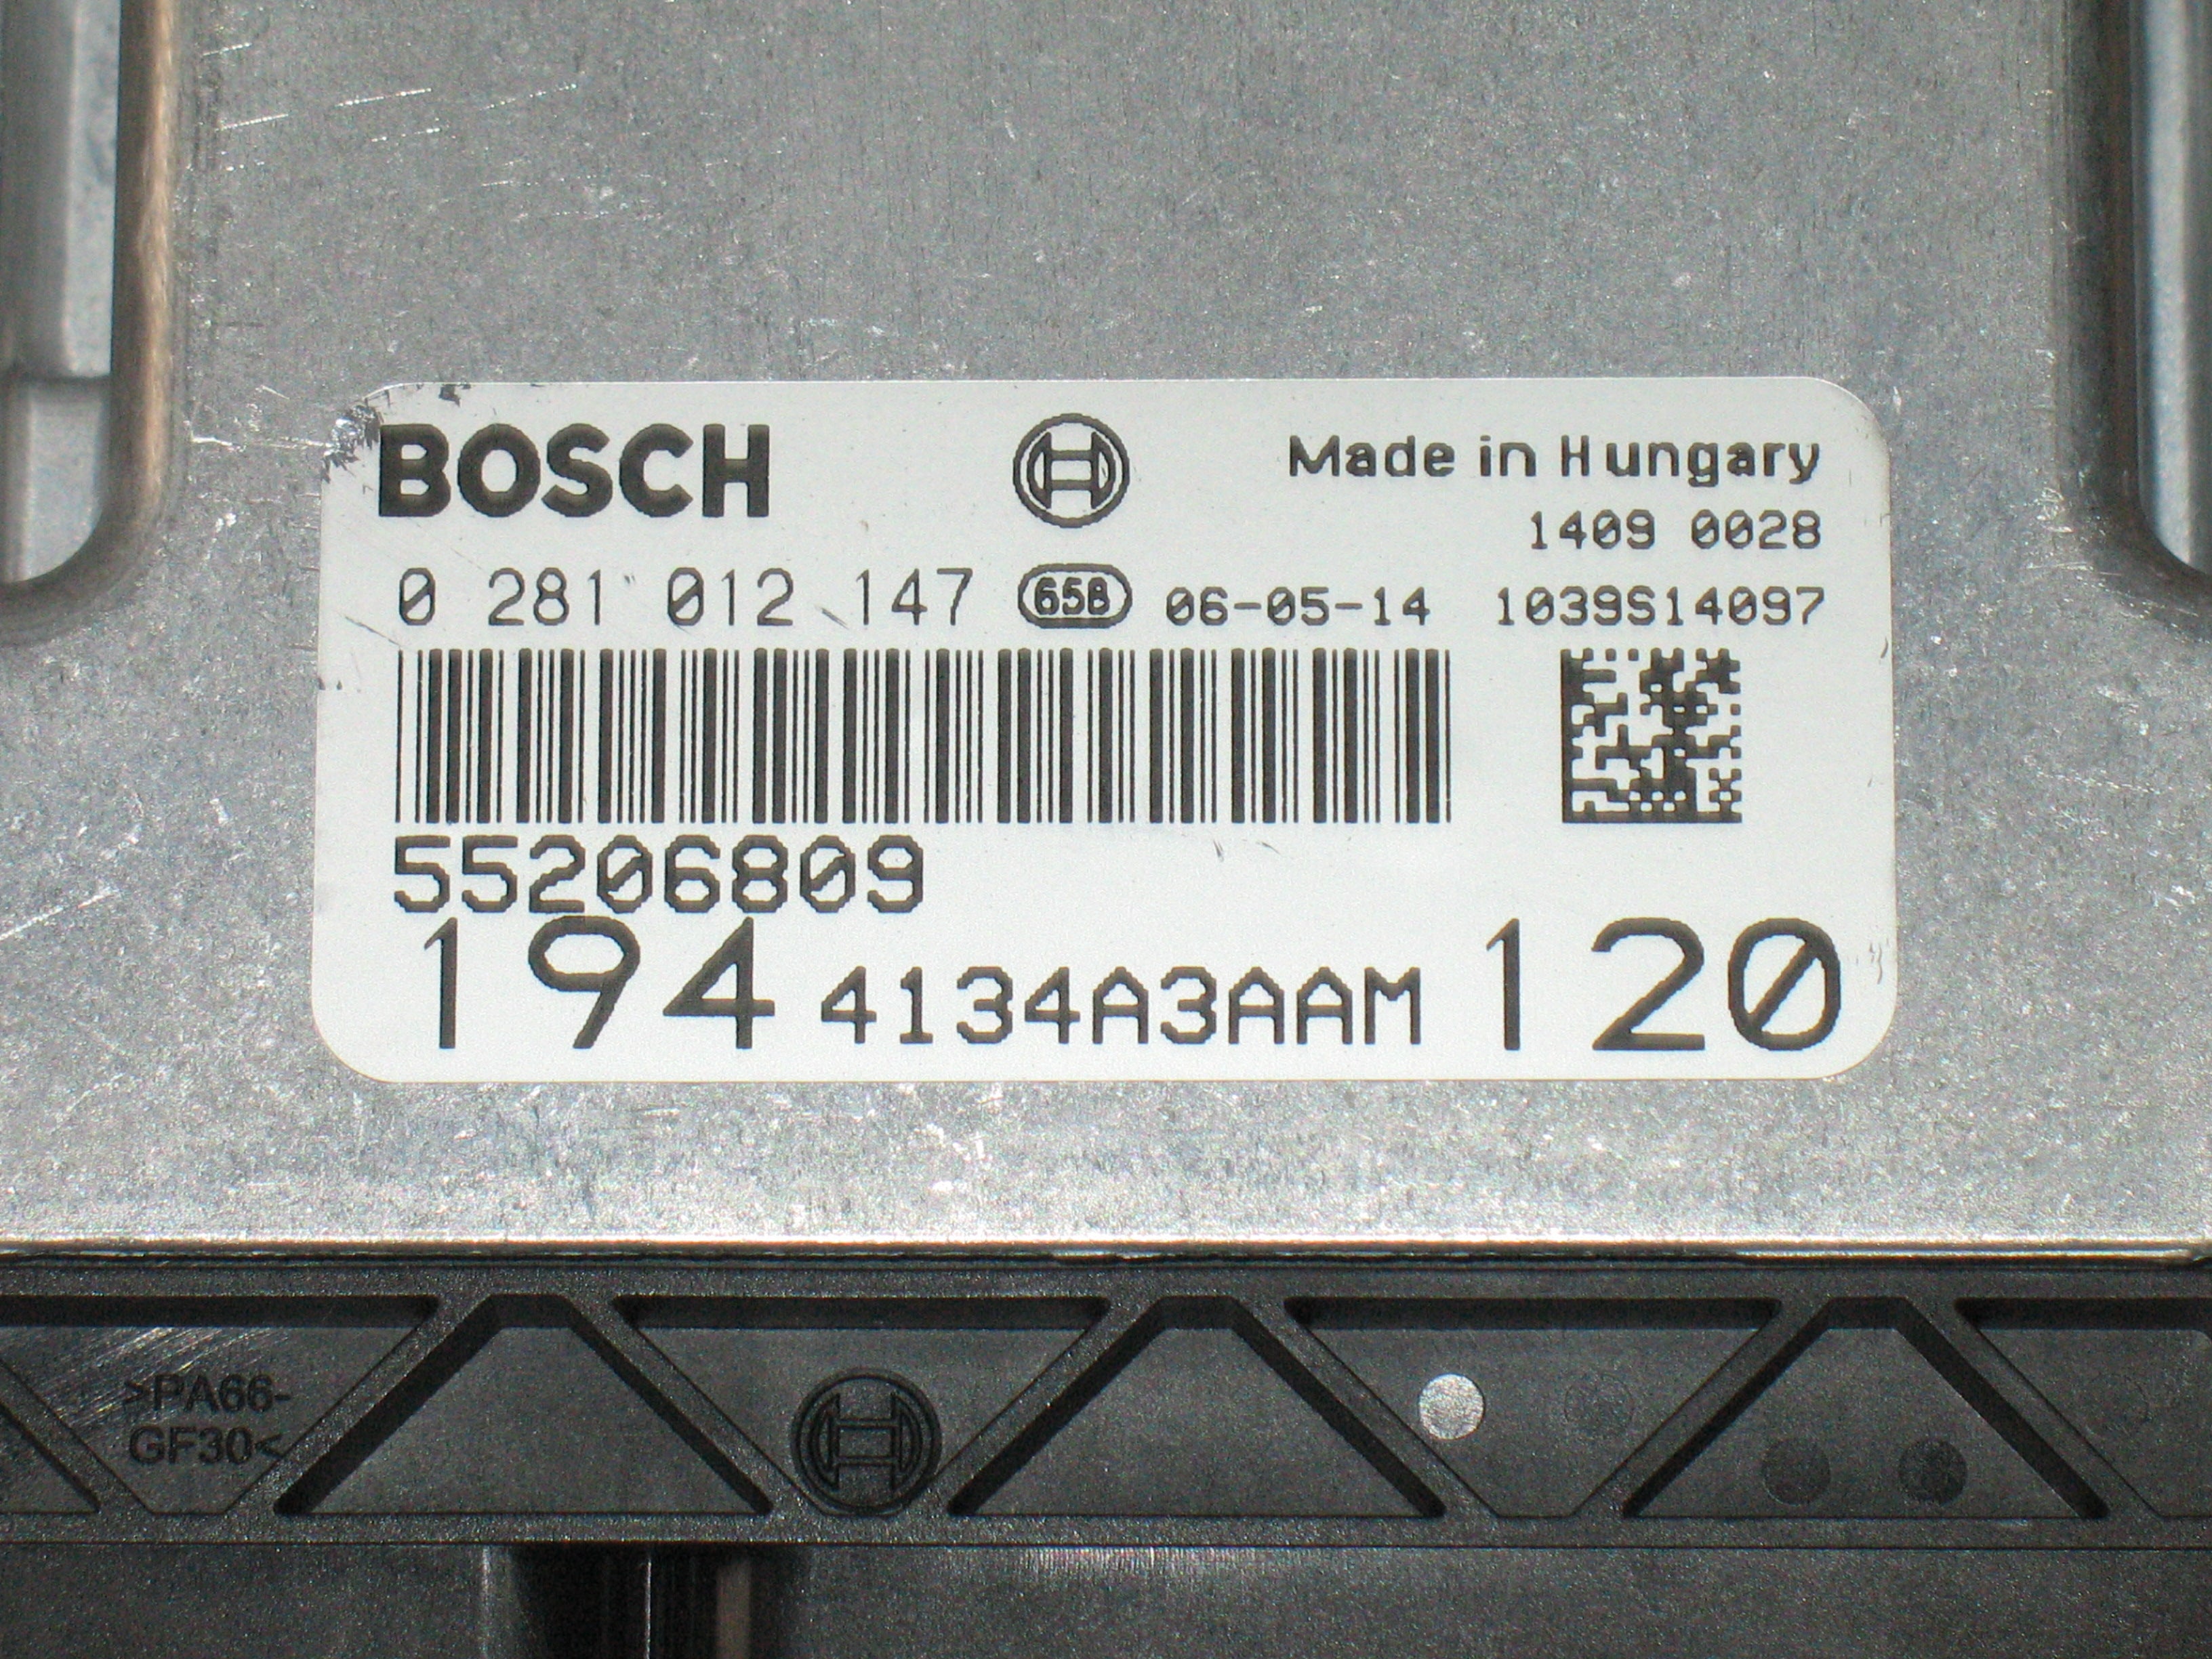 BOSCH Made in Hungary
1409 0028
0 281 012 147 658 06-05-14 1039S14097
55206809
194 4134A3AAM 120
>PA66-
GF30<